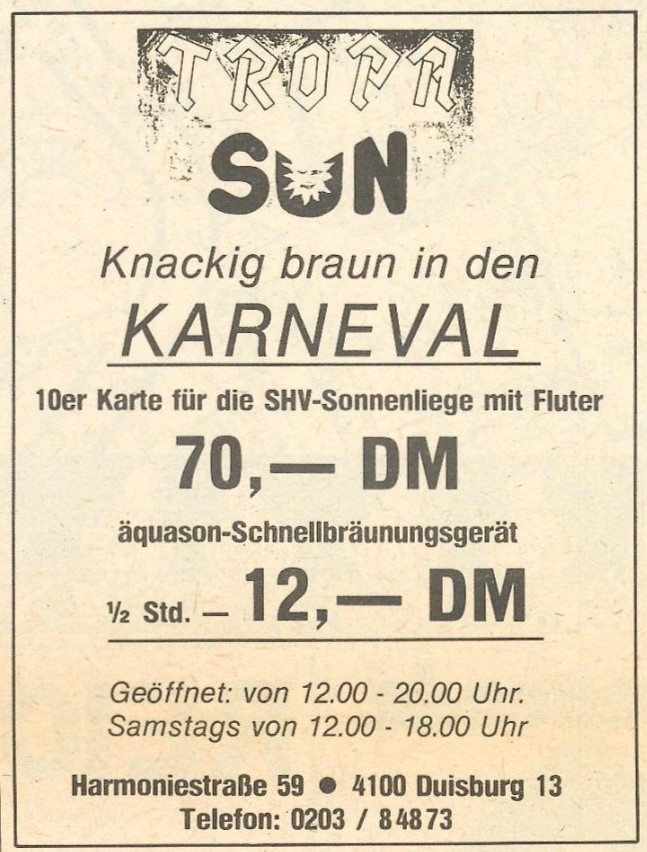 TROPA
SUN
Knackig braun in den
KARNEVAL
10er Karte für die SHV-Sonnenliege mit Fluter
70,— DM
äquason-Schnellbräunungsgerät
½ Std. — 12,— DM
Geöffnet: von 12.00 - 20.00 Uhr.
Samstags von 12.00 - 18.00 Uhr
Harmoniestraße 59 ● 4100 Duisburg 13
Telefon: 0203 / 84873